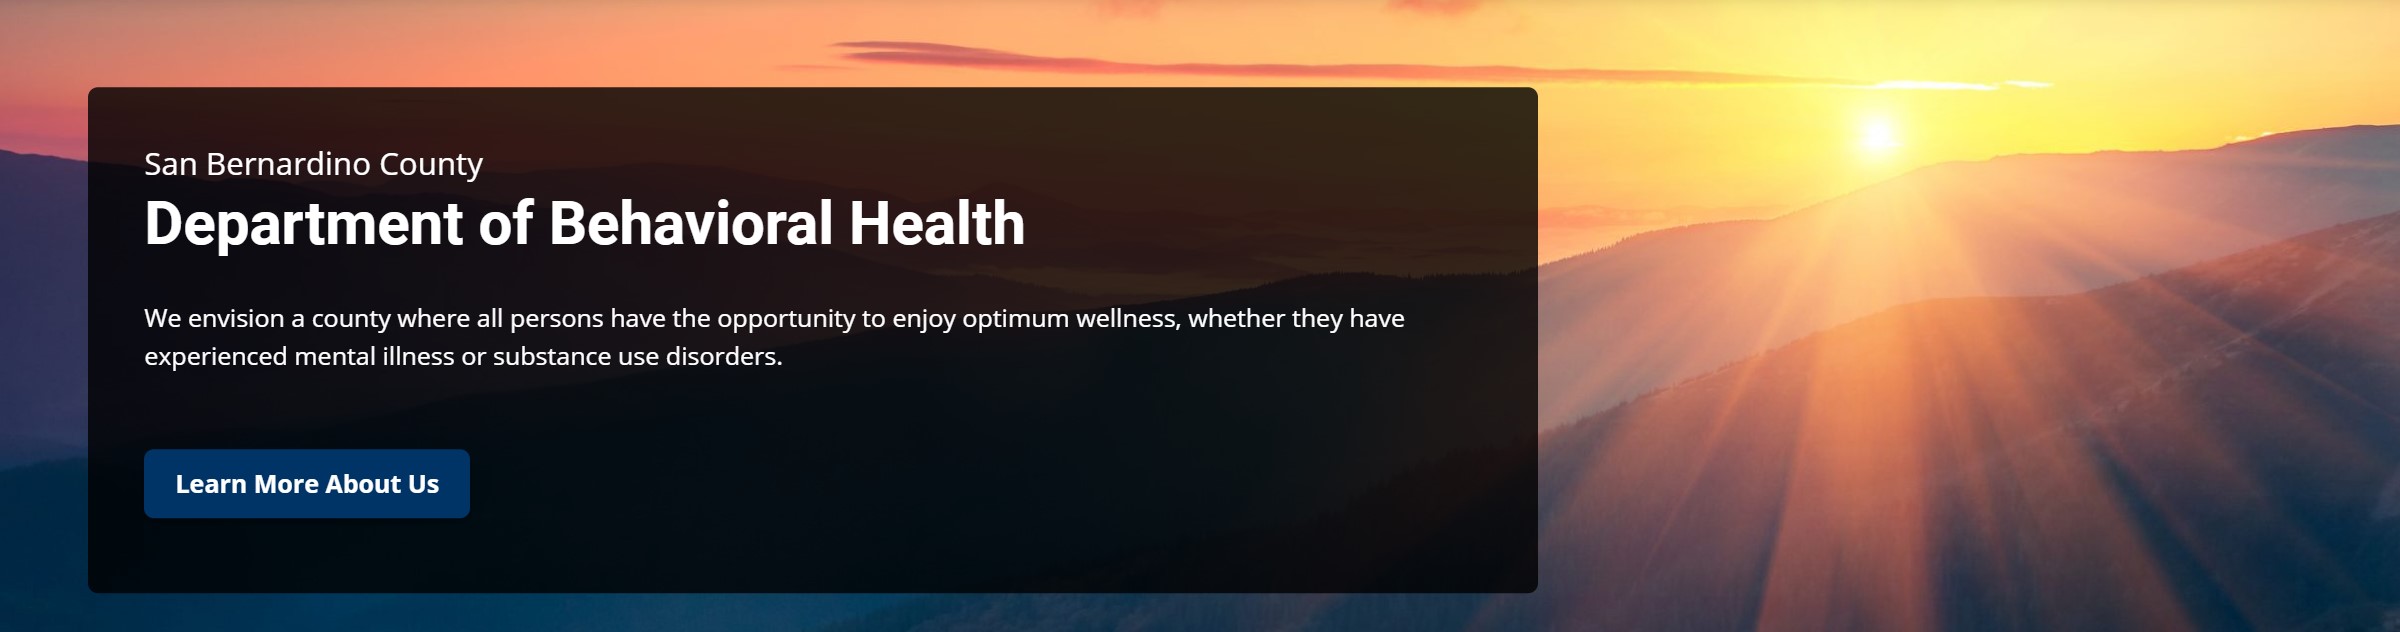 San Bernardino County
Department of Behavioral Health
We envision a county where all persons have the opportunity to enjoy optimum wellness, whether they have
experienced mental illness or substance use disorders.
Learn More About Us